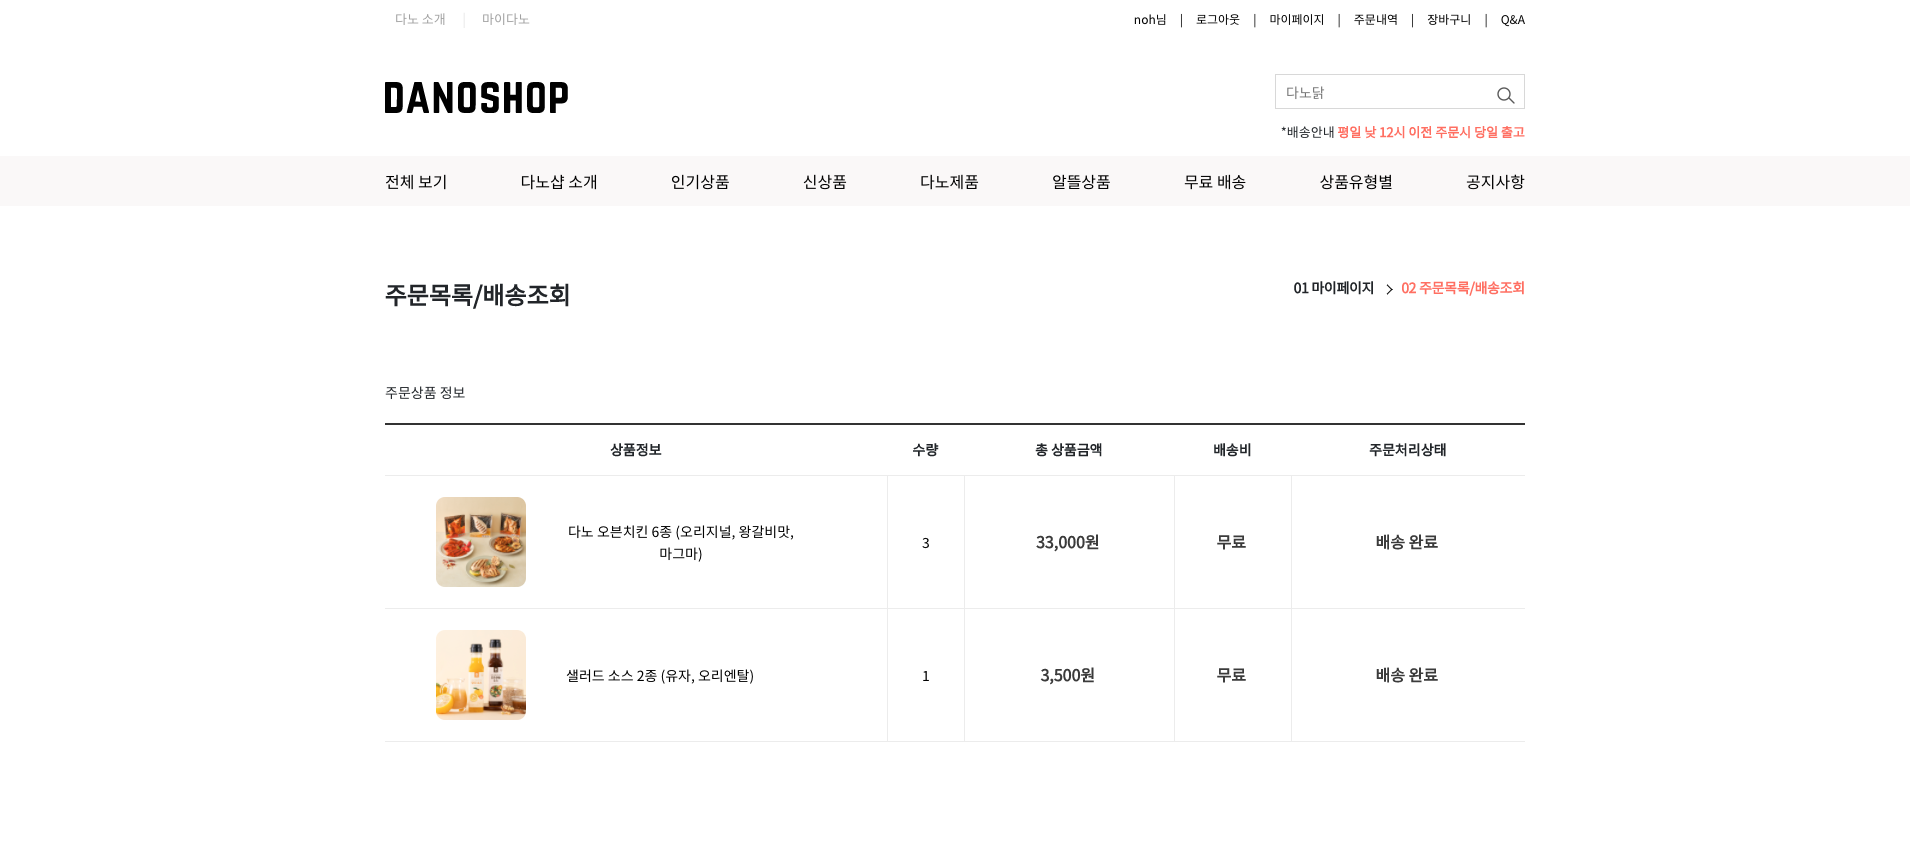 다노 소개 | 마이다노
noh님 | 로그아웃 | 마이페이지 | 주문내역 | 장바구니 | Q&A
DANOSHOP
다노닭
*배송안내 평일 낮 12시 이전 주문시 당일 출고
전체 보기 다노샵 소개 인기상품 신상품 다노제품 알뜰상품 무료 배송 상품유형별 공지사항
주문목록/배송조회
01 마이페이지 > 02 주문목록/배송조회
주문상품 정보
상품정보 수량 총 상품금액 배송비 주문처리상태
다노 오븐치킨 6종 (오리지널, 왕갈비맛,
마그마)
3 33,000원 무료 배송 완료
샐러드 소스 2종 (유자, 오리엔탈) 1 3,500원 무료 배송 완료